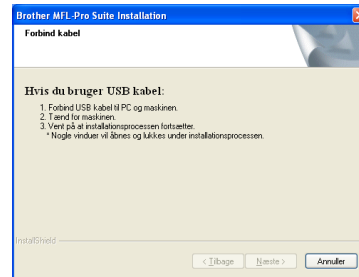 Brother MFL-Pro Suite Installation
Forbind kabel
Hvis du bruger USB kabel:
1. Forbind USB kabel til PC og maskinen.
2. Tænd for maskinen.
3. Vent på at installationsprocessen fortsætter.
* Nogle vinduer vil åbnes og lukkes under installationsprocessen.
InstallShield
< Tilbage Næste > Annuller